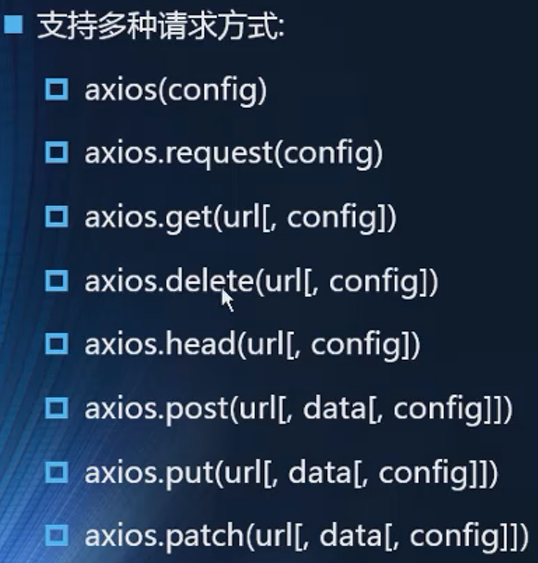 支持多种请求方式:
axios(config)
axios.request(config)
axios.get(url[, config])
axios.delete(url[, config])
axios.head(url[, config])
axios.post(url[, data[, config]])
axios.put(url[, data[, config]])
axios.patch(url[, data[, config]])